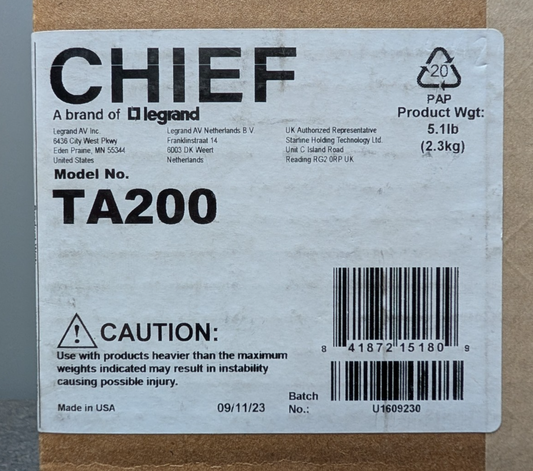 CHIEF
A brand of legrand
Legrand AV Inc.
6436 City West Pkwy
Eden Prairie, MN 55344
United States
Legrand AV Netherlands B V
Franklinstraat 14
6003 DK Weert
Netherlands
UK Authorized Representative
Starline Holding Technology Ltd.
Unit C Island Road
Reading RG2 0RP UK
20
PAP
Product Wgt:
5.1lb
(2.3kg)
Model No.
TA200
CAUTION:
Use with products heavier than the maximum
weights indicated may result in instability
causing possible injury.
Made in USA
09/11/23
8 41872 15180 9
Batch
No.:
U1609230